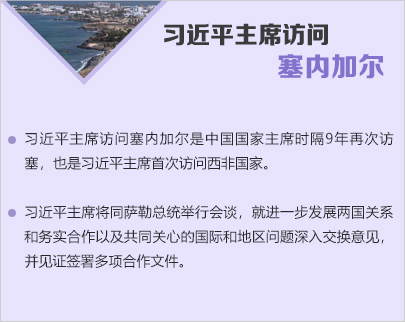 习近平主席访问
塞内加尔
习近平主席访问塞内加尔是中国国家主席时隔9年再次访
塞，也是习近平主席首次访问西非国家。
习近平主席将同萨勒总统举行会谈，就进一步发展两国关系
和务实合作以及共同关心的国际和地区问题深入交换意见，
并见证签署多项合作文件。